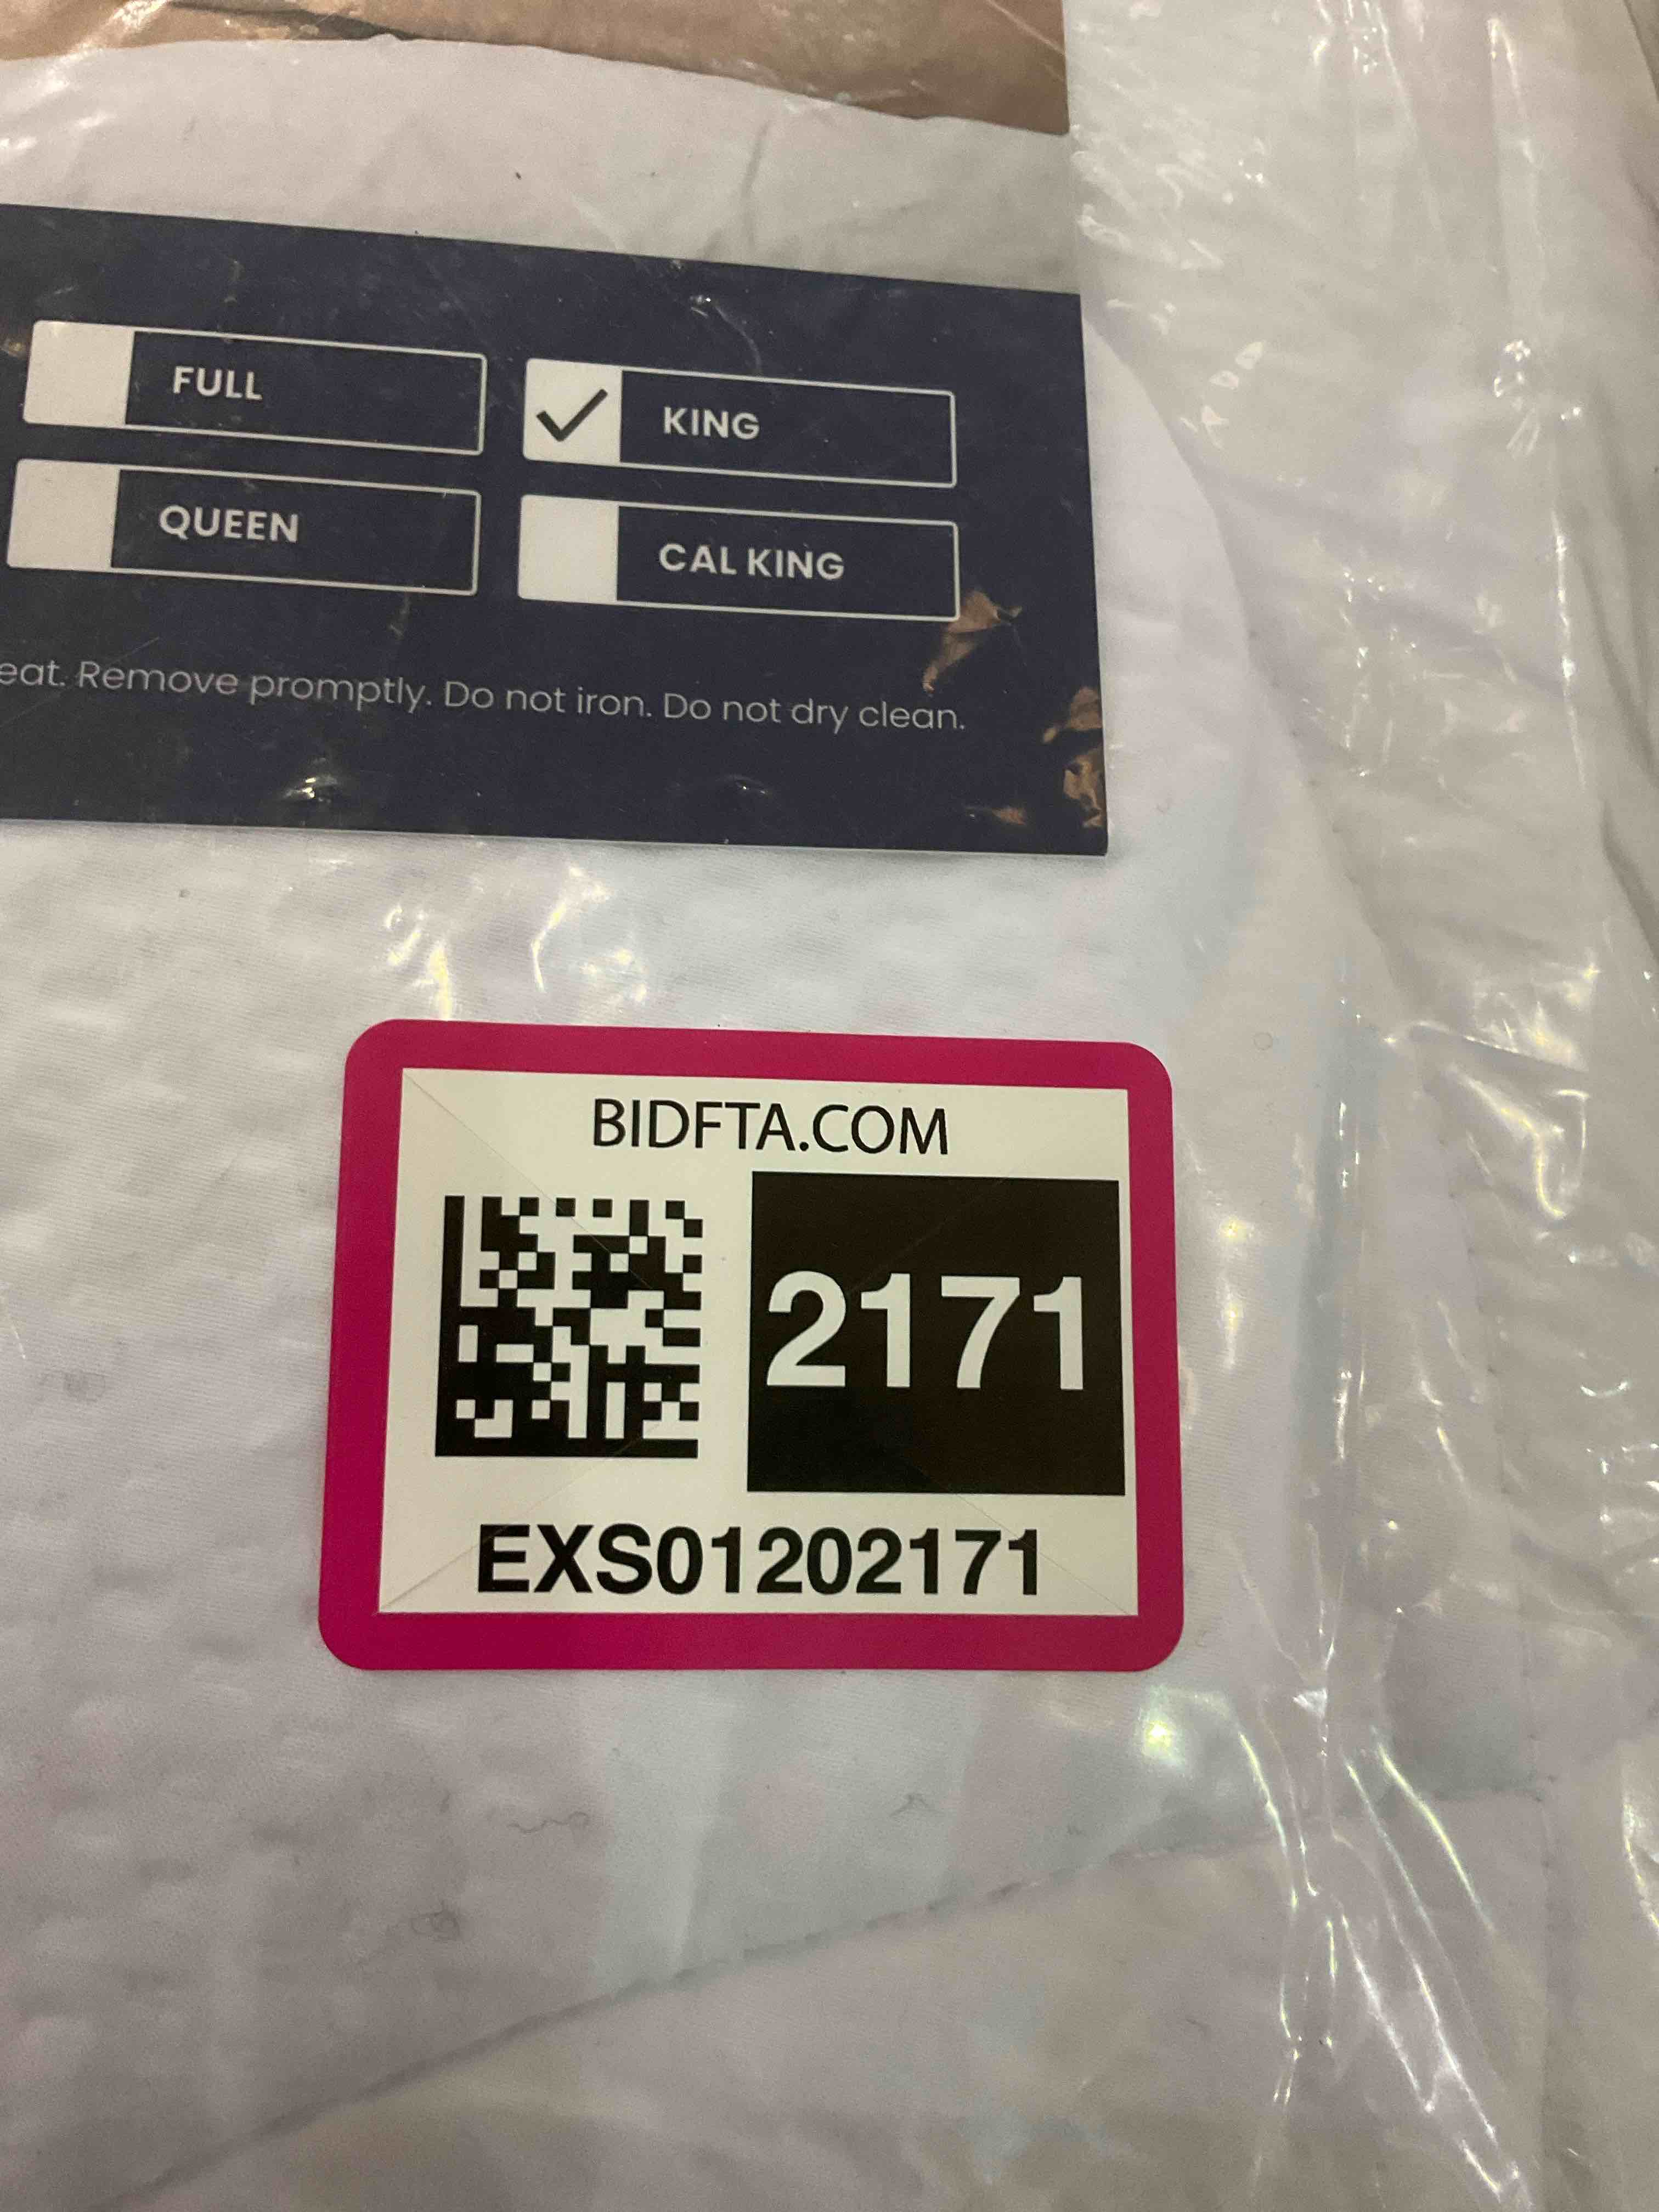 FULL
KING
QUEEN
CAL KING
eat. Remove promptly. Do not iron. Do not dry clean.
BIDFTA.COM
2171
EXS01202171